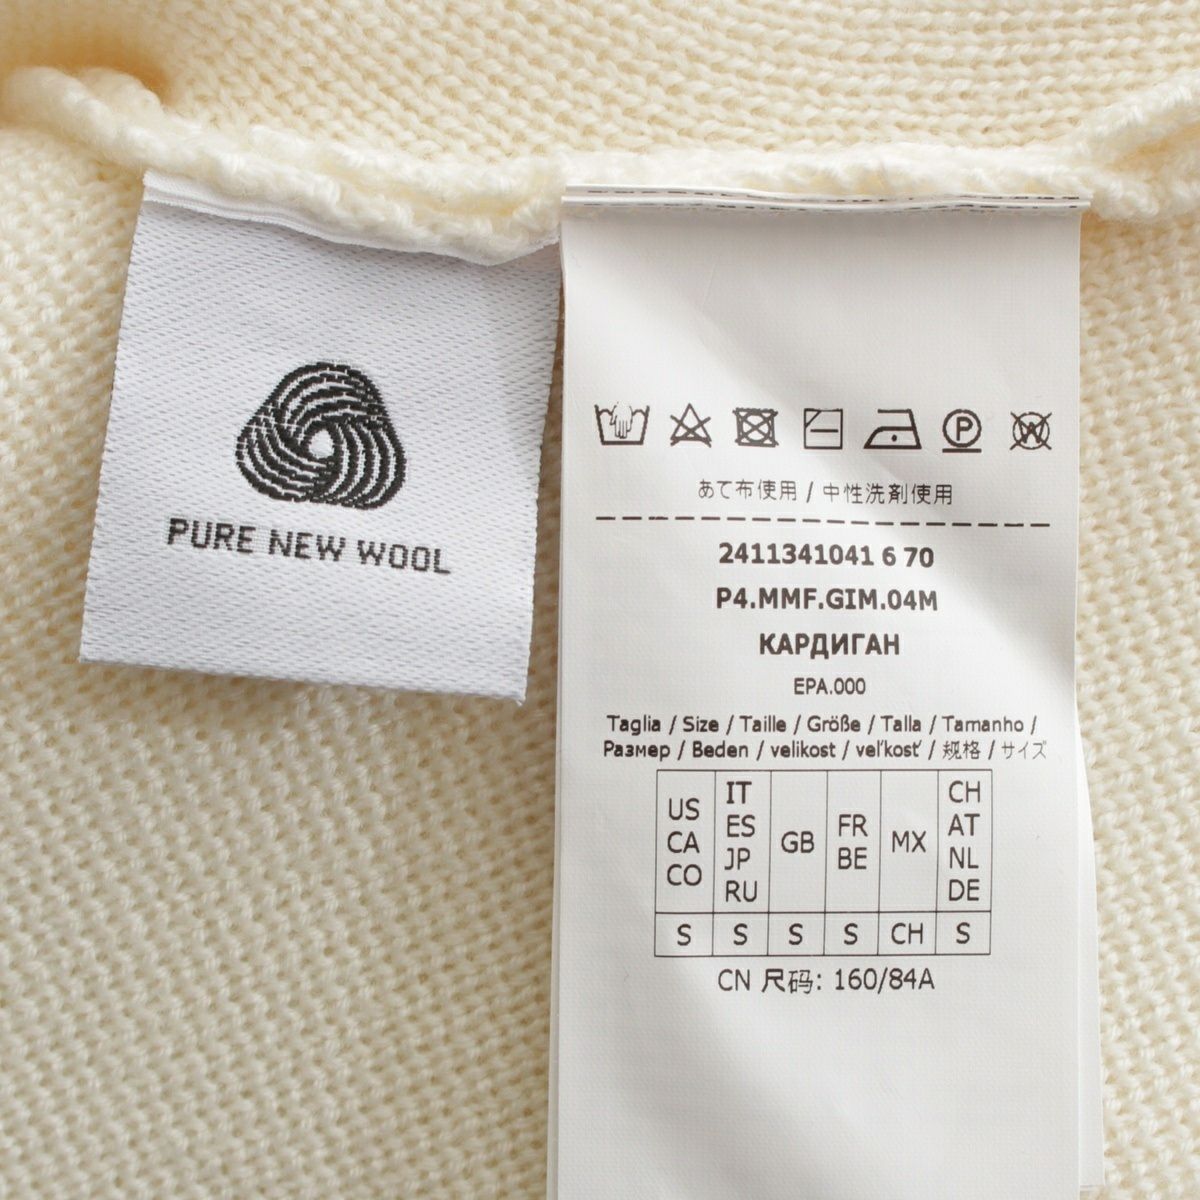 PURE NEW WOOL
P
W
あて布使用 / 中性洗剤使用
2411341041 6 70
P4.MMF.GIM.04M
КАРДИГАН
EPA.000
Taglia / Size / Taille / Größe / Talla / Tamanho /
Размер / Beden / velikost / veľkosť / 规格 / サイズ
US CA CO
IT ES JP RU
GB
FR BE
MX
CH AT NL DE
S S S S CH S
CN 尺码: 160/84A